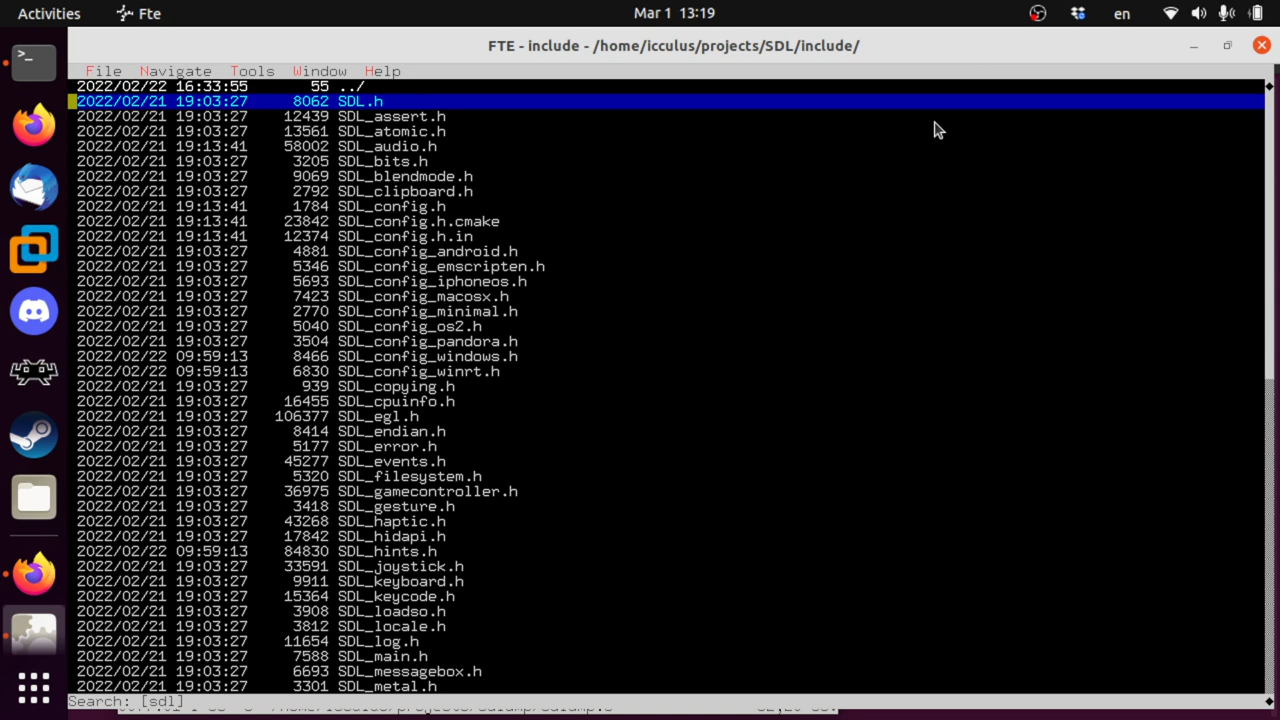 Activities Fte Mar 1 13:19 en
FTE - include - /home/icculus/projects/SDL/include/
File Navigate Tools Window Help
2022/02/22 16:33:55 55 ../
2022/02/21 19:03:27 8062 SDL.h
2022/02/21 19:03:27 12439 SDL_assert.h
2022/02/21 19:03:27 13561 SDL_atomic.h
2022/02/21 19:13:41 58002 SDL_audio.h
2022/02/21 19:03:27 3205 SDL_bits.h
2022/02/21 19:03:27 9069 SDL_blendmode.h
2022/02/21 19:03:27 2792 SDL_clipboard.h
2022/02/21 19:13:41 1784 SDL_config.h
2022/02/21 19:13:41 23842 SDL_config.h.cmake
2022/02/21 19:13:41 12374 SDL_config.h.in
2022/02/21 19:03:27 4881 SDL_config_android.h
2022/02/21 19:03:27 5346 SDL_config_emscripten.h
2022/02/21 19:03:27 5693 SDL_config_iphoneos.h
2022/02/21 19:03:27 7423 SDL_config_macosx.h
2022/02/21 19:03:27 2770 SDL_config_minimal.h
2022/02/21 19:03:27 5040 SDL_config_os2.h
2022/02/21 19:03:27 3504 SDL_config_pandora.h
2022/02/22 09:59:13 8466 SDL_config_windows.h
2022/02/22 09:59:13 6830 SDL_config_winrt.h
2022/02/21 19:03:27 939 SDL_copying.h
2022/02/21 19:03:27 16455 SDL_cpuinfo.h
2022/02/21 19:03:27 106377 SDL_egl.h
2022/02/21 19:03:27 8414 SDL_endian.h
2022/02/21 19:03:27 5177 SDL_error.h
2022/02/21 19:03:27 45277 SDL_events.h
2022/02/21 19:03:27 5320 SDL_filesystem.h
2022/02/21 19:03:27 36975 SDL_gamecontroller.h
2022/02/21 19:03:27 3418 SDL_gesture.h
2022/02/21 19:03:27 43268 SDL_haptic.h
2022/02/21 19:03:27 17842 SDL_hidapi.h
2022/02/22 09:59:13 84830 SDL_hints.h
2022/02/21 19:03:27 33591 SDL_joystick.h
2022/02/21 19:03:27 9911 SDL_keyboard.h
2022/02/21 19:03:27 15364 SDL_keycode.h
2022/02/21 19:03:27 3908 SDL_loadso.h
2022/02/21 19:03:27 3812 SDL_locale.h
2022/02/21 19:03:27 11654 SDL_log.h
2022/02/21 19:03:27 7588 SDL_main.h
2022/02/21 19:03:27 6693 SDL_messagebox.h
2022/02/21 19:03:27 3301 SDL_metal.h
Search: [sdl]